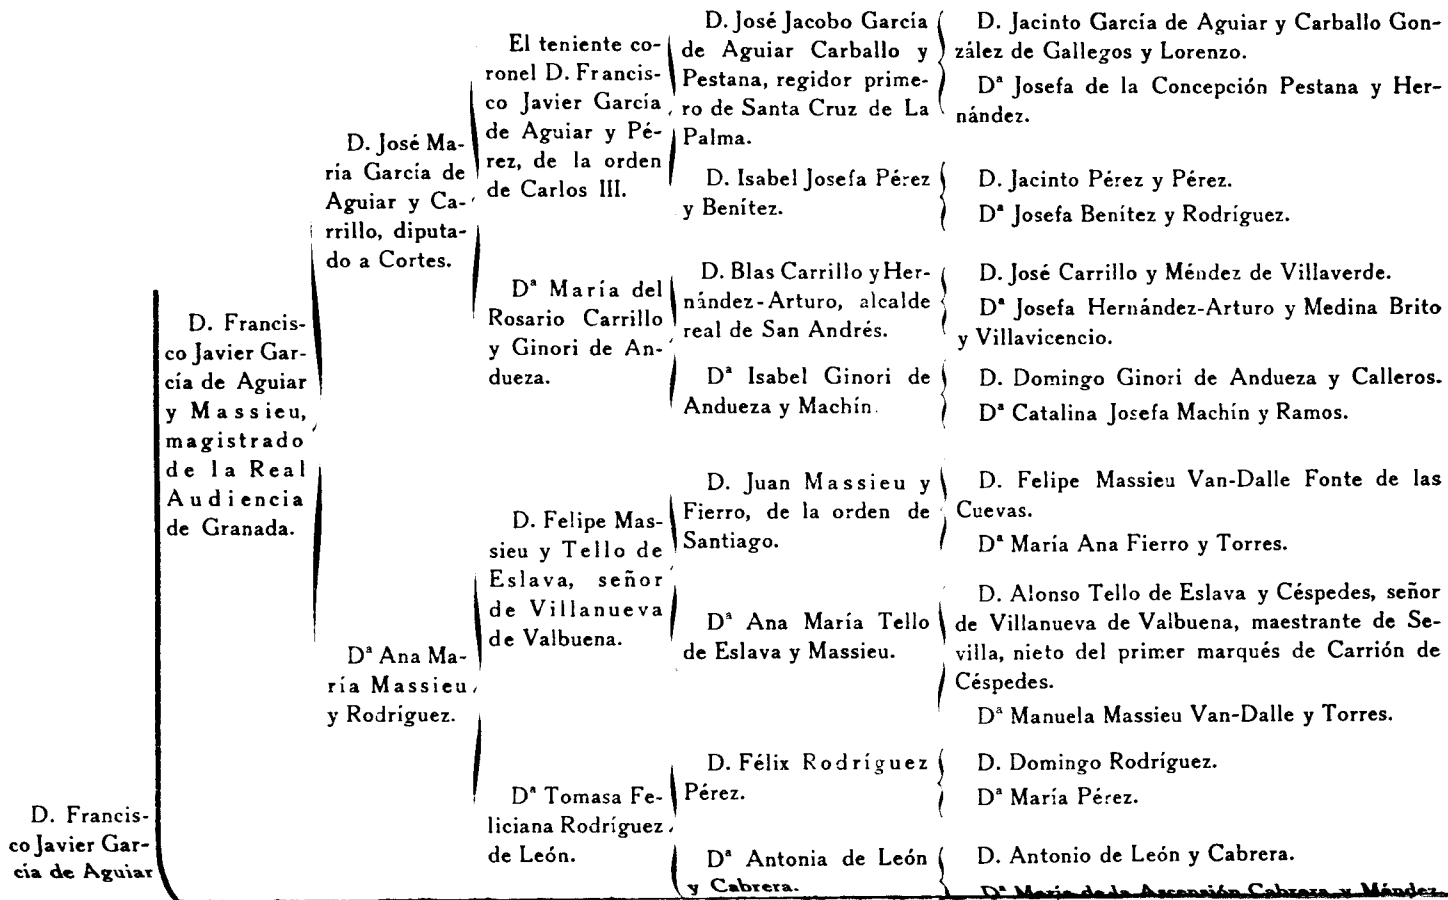 D. Francis-
co Javier Gar-
cía de Aguiar
D. Francis-
co Javier Gar-
cía de Aguiar
y Massieu,
magistrado
de la Real
Audiencia
de Granada.
D. José Ma-
ría García de
Aguiar y Ca-
rrillo, diputa-
do a Cortes.
Dª Ana Ma-
ría Massieu
y Rodríguez.
El teniente co-
ronel D. Francis-
co Javier García
de Aguiar y Pé-
rez, de la orden
de Carlos III.
Dª María del
Rosario Carrillo
y Ginori de An-
dueza.
D. Felipe Mas-
sieu y Tello de
Eslava, señor
de Villanueva
de Valbuena.
Dª Tomasa Fe-
liciana Rodríguez
de León.
D. José Jacobo García
de Aguiar Carballo y
Pestana, regidor prime-
ro de Santa Cruz de La
Palma.
D. Isabel Josefa Pérez
y Benítez.
D. Blas Carrillo y Her-
nández-Arturo, alcalde
real de San Andrés.
Dª Isabel Ginori de
Andueza y Machín.
D. Juan Massieu y
Fierro, de la orden de
Santiago.
Dª Ana María Tello
de Eslava y Massieu.
D. Félix Rodríguez
Pérez.
Dª Antonia de León
y Cabrera.
D. Jacinto García de Aguiar y Carballo Gon-
zález de Gallegos y Lorenzo.
Dª Josefa de la Concepción Pestana y Her-
nández.
D. Jacinto Pérez y Pérez.
Dª Josefa Benítez y Rodríguez.
D. José Carrillo y Méndez de Villaverde.
Dª Josefa Hernández-Arturo y Medina Brito
y Villavicencio.
D. Domingo Ginori de Andueza y Calleros.
Dª Catalina Josefa Machín y Ramos.
D. Felipe Massieu Van-Dalle Fonte de las
Cuevas.
Dª María Ana Fierro y Torres.
D. Alonso Tello de Eslava y Céspedes, señor
de Villanueva de Valbuena, maestrante de Se-
villa, nieto del primer marqués de Carrión de
Céspedes.
Dª Manuela Massieu Van-Dalle y Torres.
D. Domingo Rodríguez.
Dª María Pérez.
D. Antonio de León y Cabrera.
Dª María de la Ascensión Cabrera y Méndez.